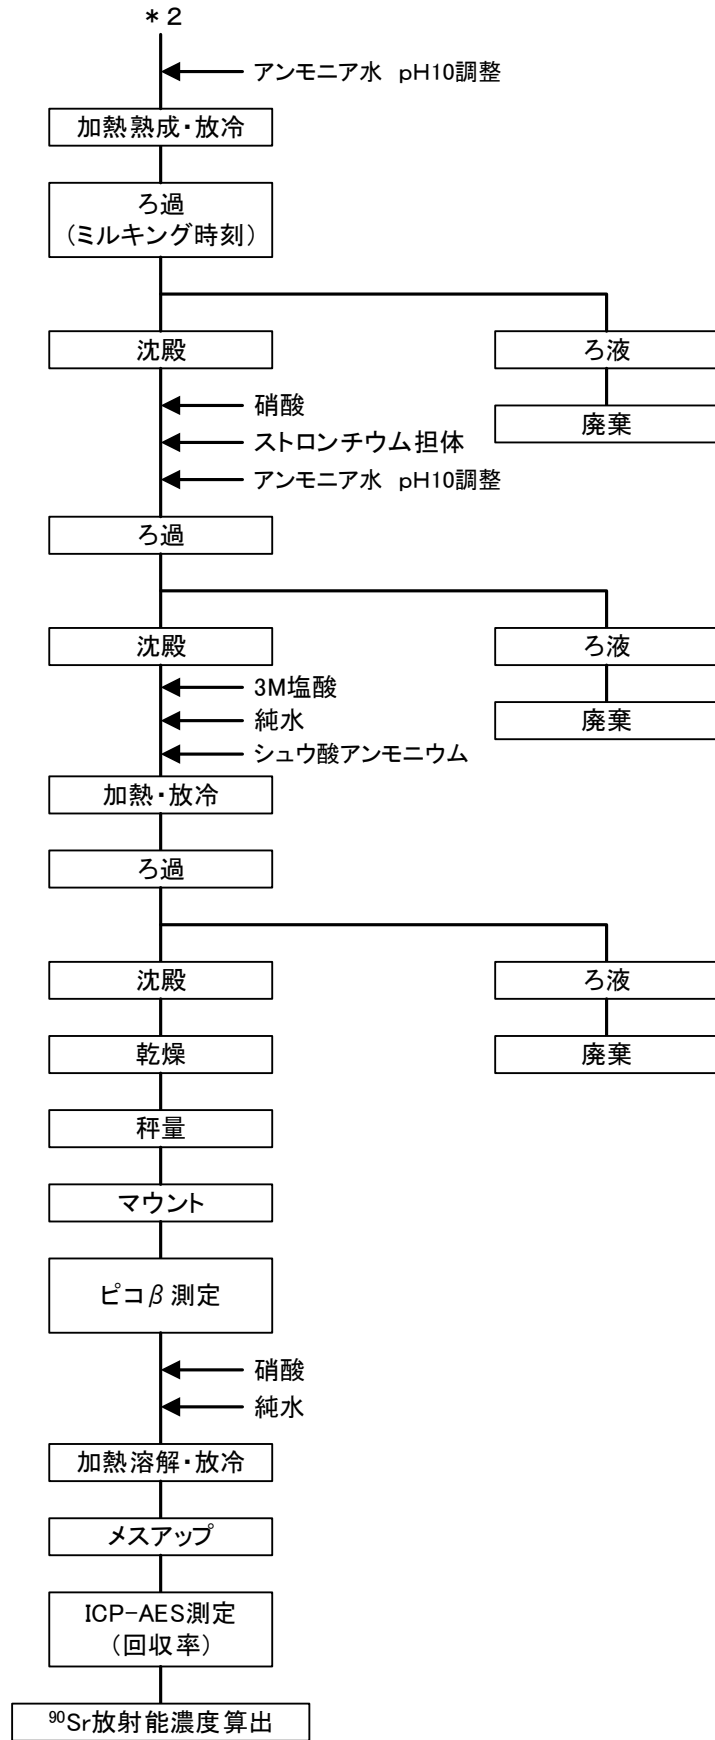 ＊２
アンモニア水　pH10調整
加熱熟成・放冷
ろ過
（ミルキング時刻）
沈殿
ろ液
硝酸
廃棄
ストロンチウム担体
アンモニア水　pH10調整
ろ過
沈殿
ろ液
3M塩酸
廃棄
純水
シュウ酸アンモニウム
加熱・放冷
ろ過
沈殿
ろ液
乾燥
廃棄
秤量
マウント
ピコβ測定
硝酸
純水
加熱溶解・放冷
メスアップ
ICP-AES測定
（回収率）
⁹⁰Sr放射能濃度算出